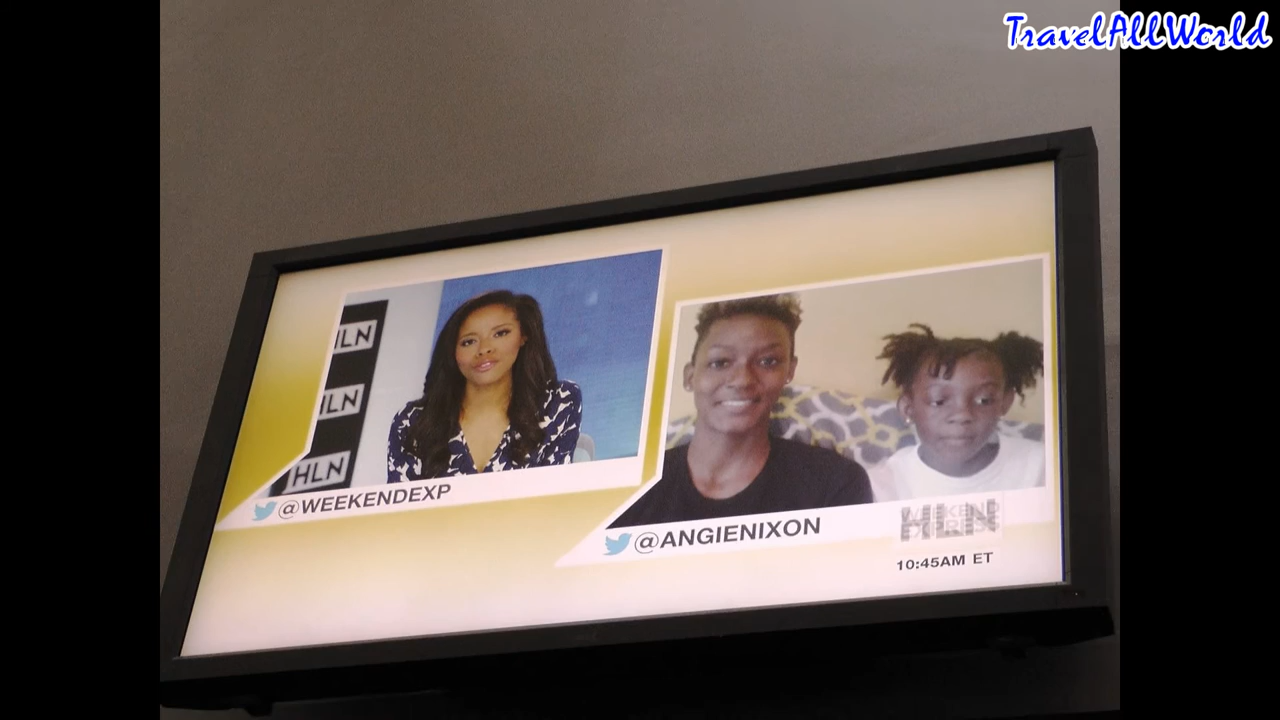 TravelAllWorld
HLN
HLN
HLN
@WEEKENDEXP
@ANGIENIXON
10:45AM ET